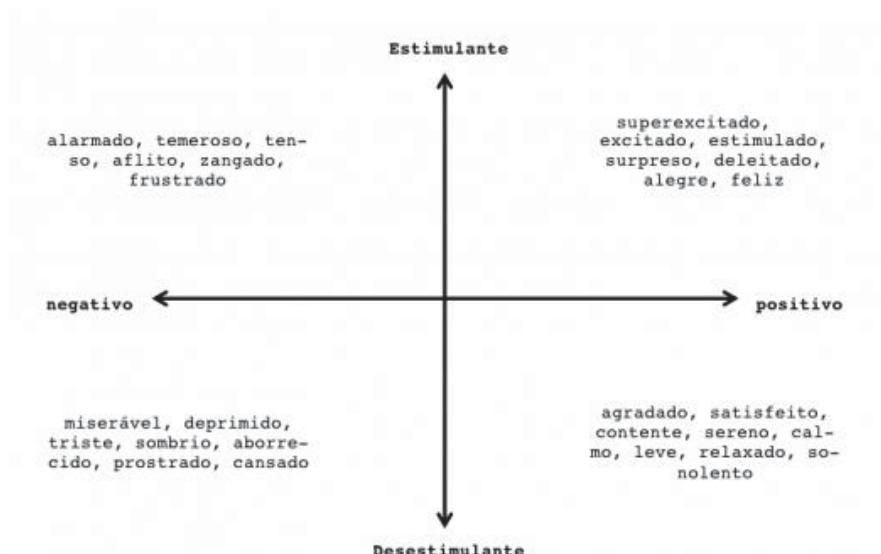 Estimulante
alarmado, temeroso, ten-
so, aflito, zangado,
frustrado
superexcitado,
excitado, estimulado,
surpreso, deleitado,
alegre, feliz
negativo
positivo
miserável, deprimido,
triste, sombrio, aborre-
cido, prostrado, cansado
agradado, satisfeito,
contente, sereno, cal-
mo, leve, relaxado, so-
nolento
Desestimulante